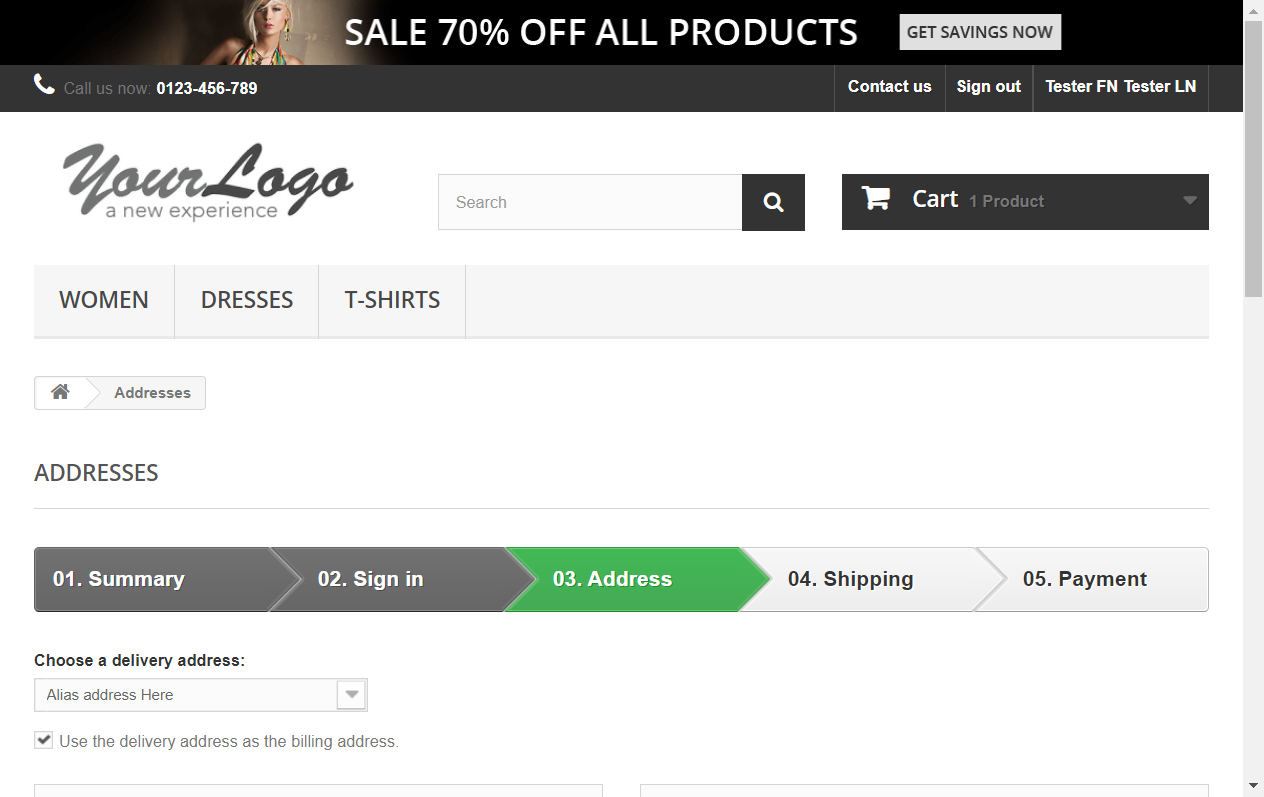 SALE 70% OFF ALL PRODUCTS GET SAVINGS NOW
Call us now: 0123-456-789 Contact us Sign out Tester FN Tester LN
YourLogo
a new experience
Search Cart 1 Product
WOMEN DRESSES T-SHIRTS
Addresses
ADDRESSES
01. Summary 02. Sign in 03. Address 04. Shipping 05. Payment
Choose a delivery address:
Alias address Here
Use the delivery address as the billing address.